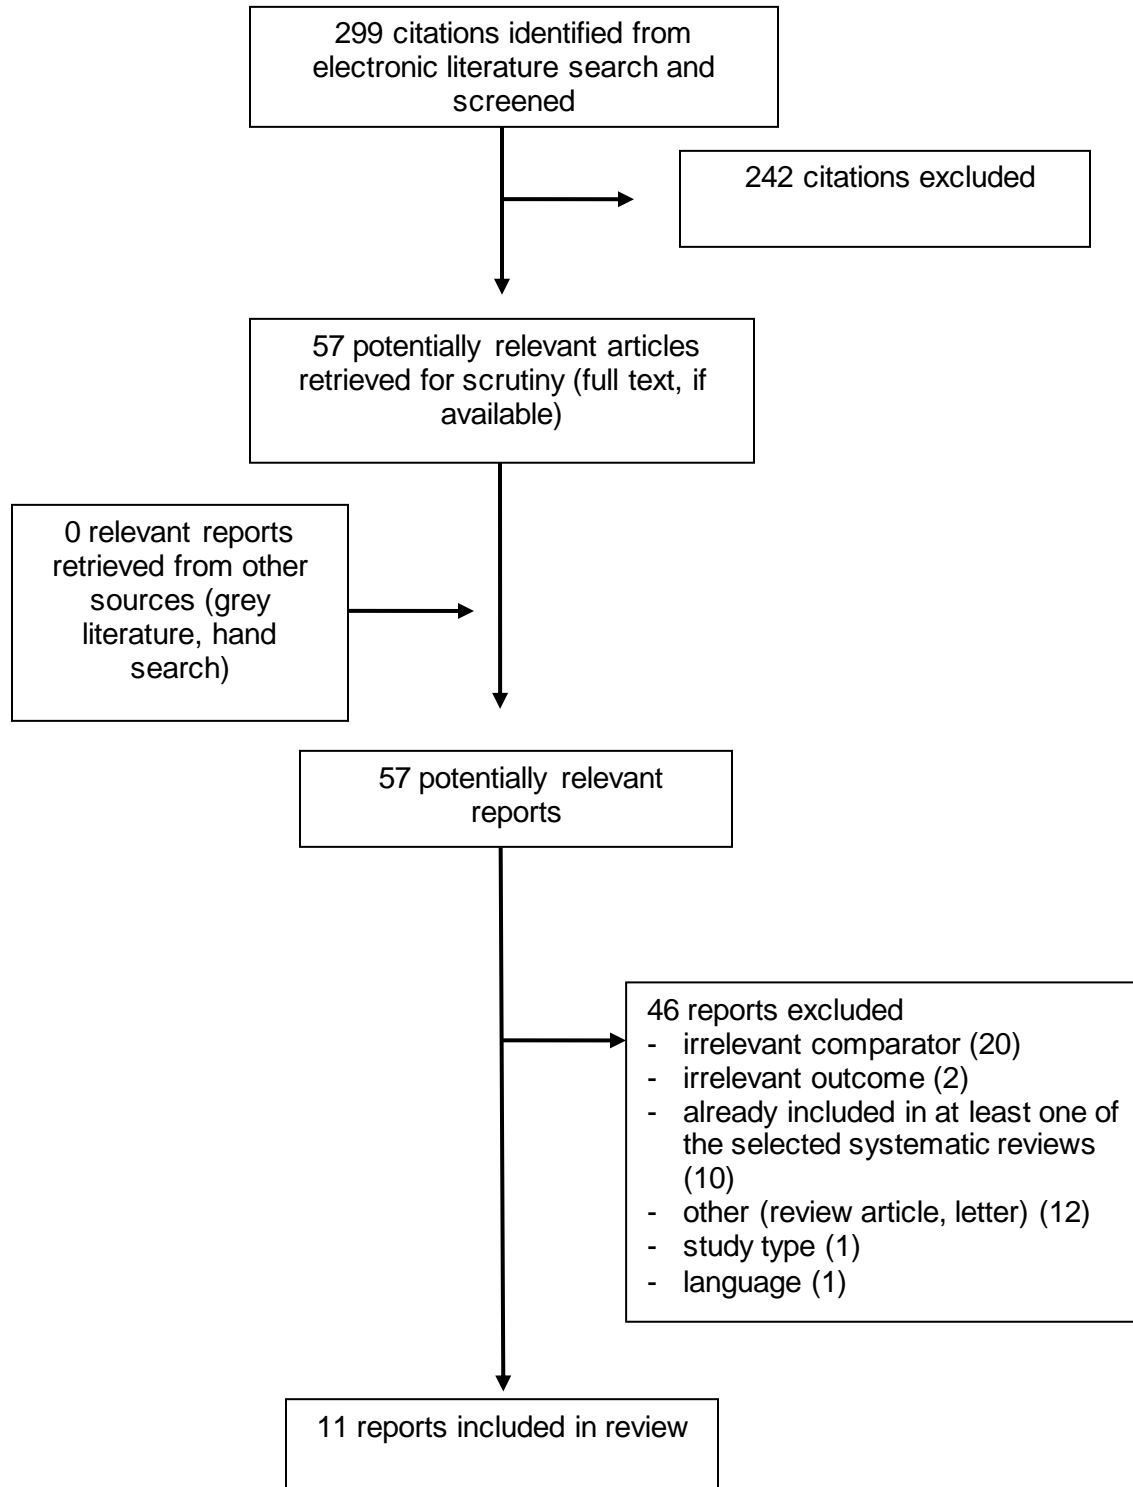 299 citations identified from
electronic literature search and
screened
242 citations excluded
57 potentially relevant articles
retrieved for scrutiny (full text, if
available)
0 relevant reports
retrieved from other
sources (grey
literature, hand
search)
57 potentially relevant
reports
46 reports excluded
- irrelevant comparator (20)
- irrelevant outcome (2)
- already included in at least one of
the selected systematic reviews
(10)
- other (review article, letter) (12)
- study type (1)
- language (1)
11 reports included in review